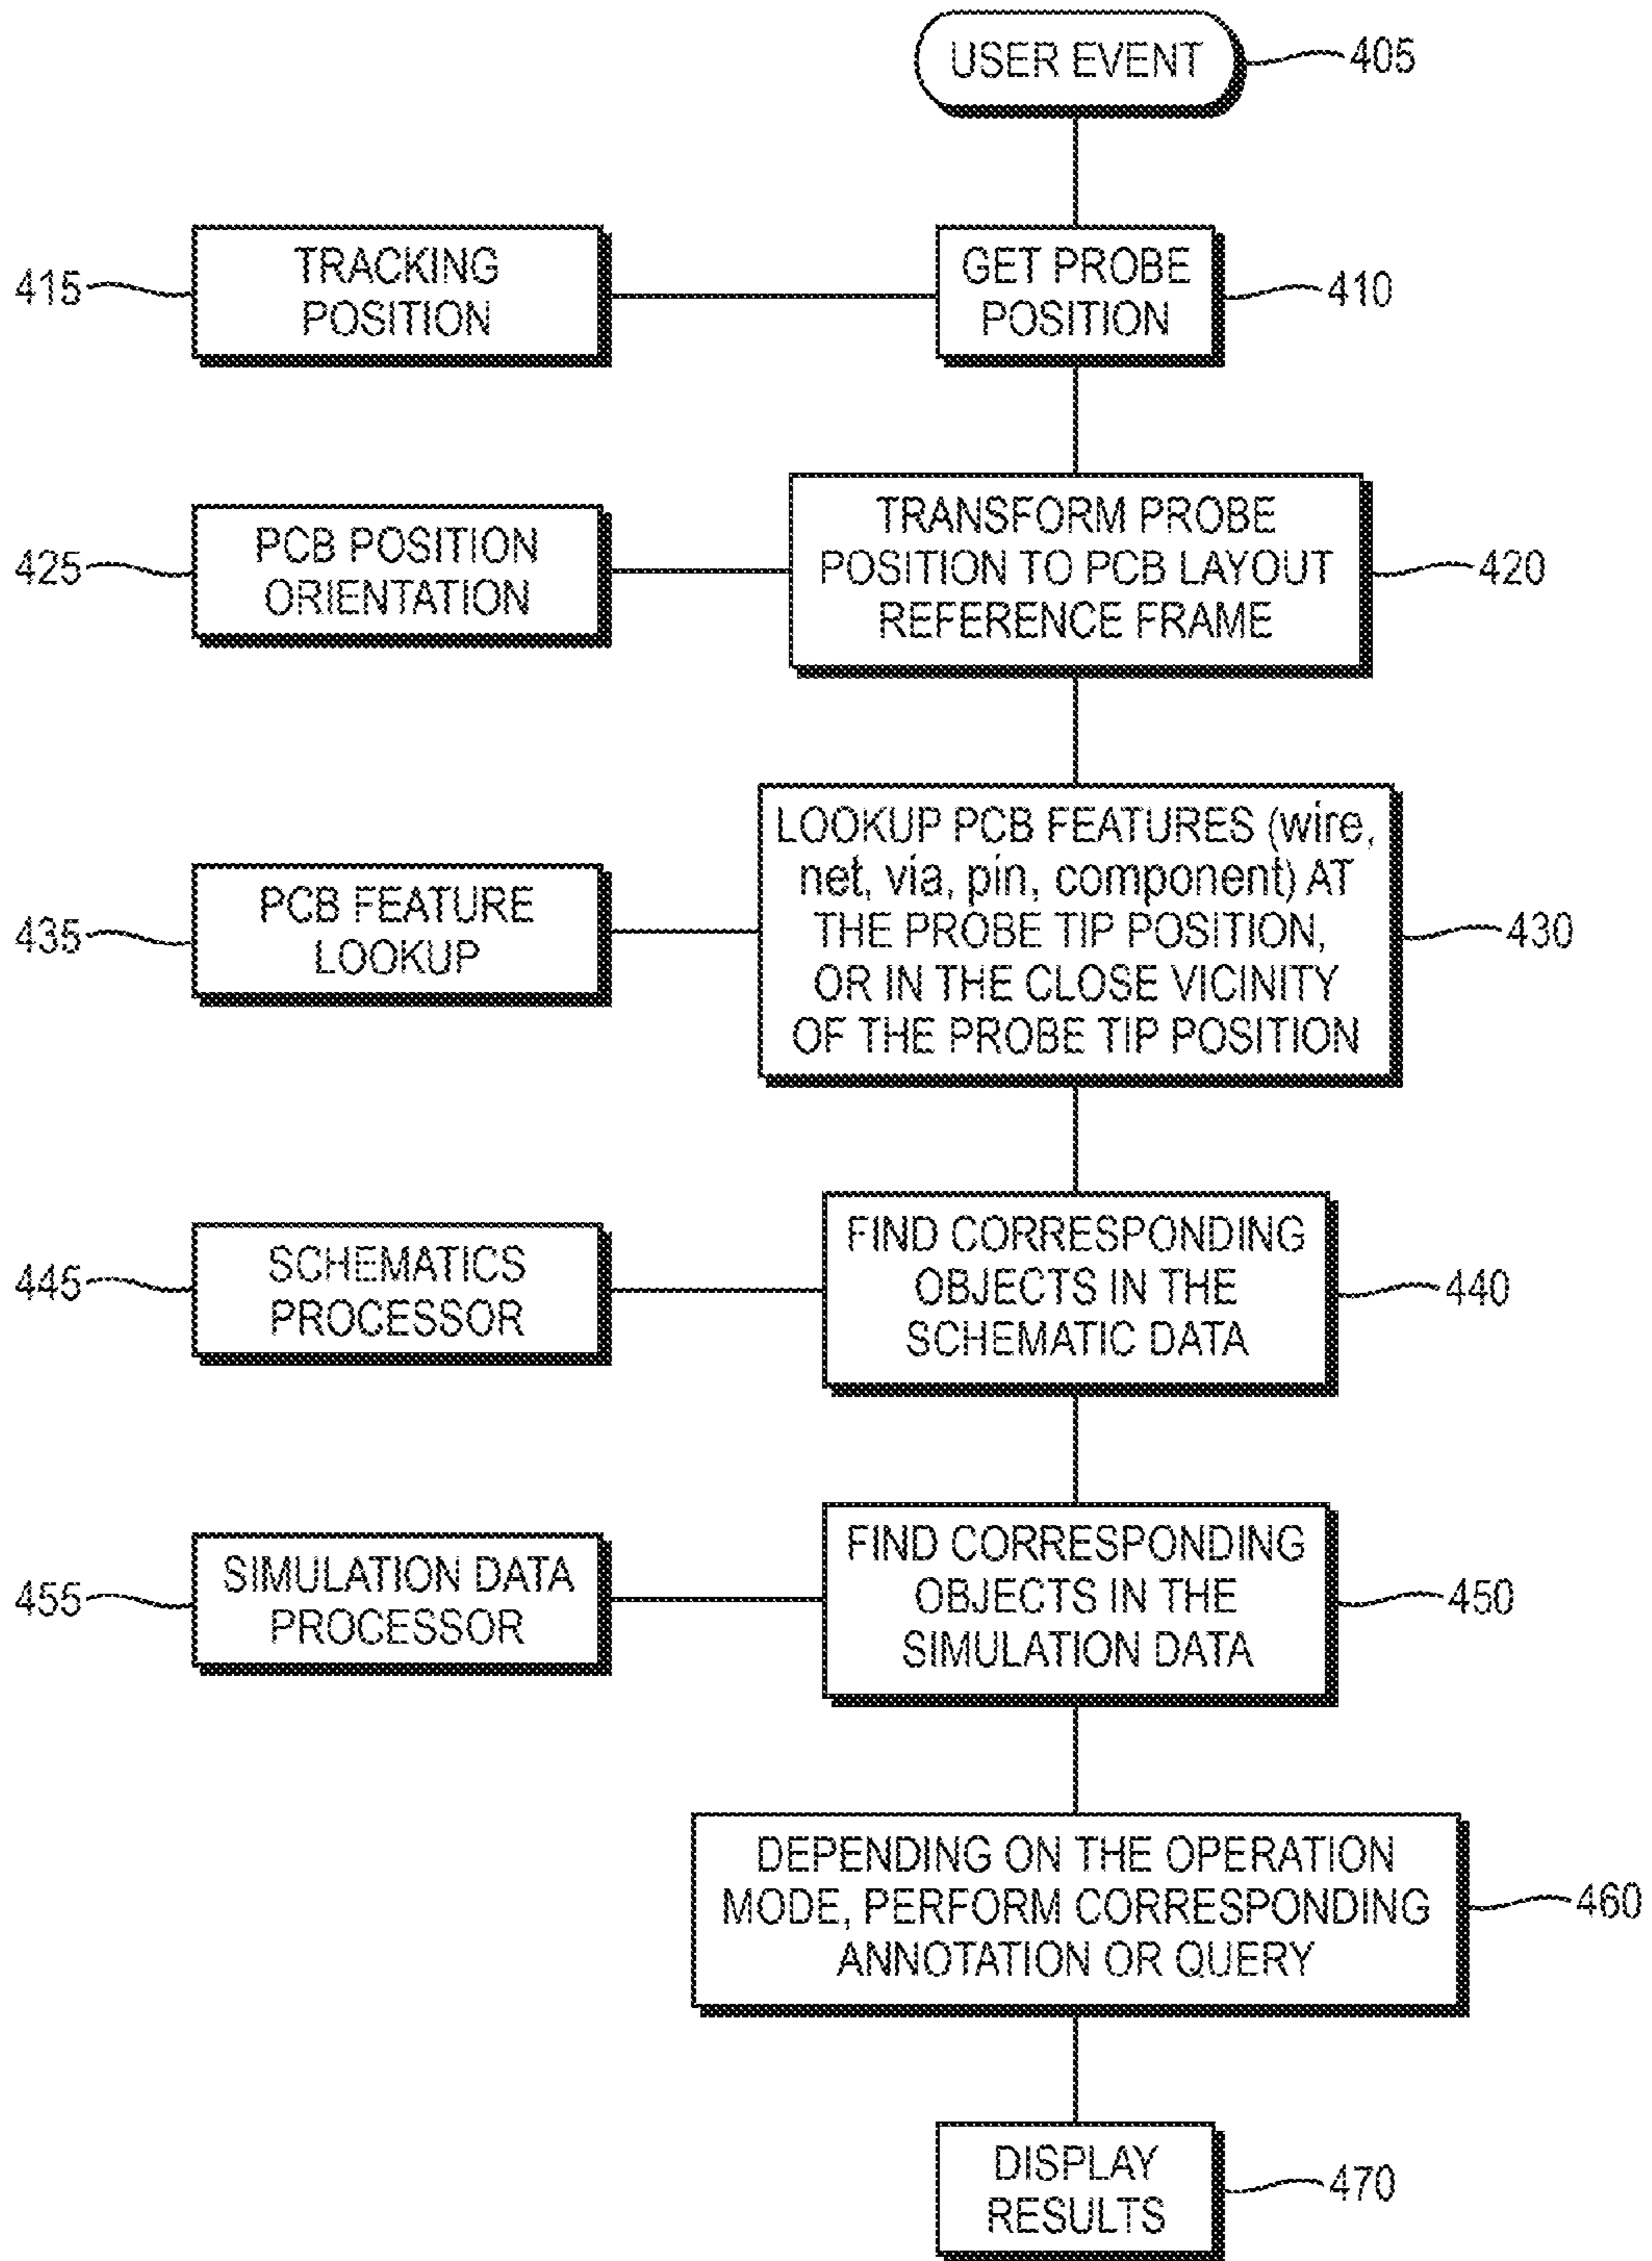 USER EVENT
405
TRACKING
POSITION
415
GET PROBE
POSITION
410
PCB POSITION
ORIENTATION
425
TRANSFORM PROBE
POSITION TO PCB LAYOUT
REFERENCE FRAME
420
PCB FEATURE
LOOKUP
435
LOOKUP PCB FEATURES (wire,
net, via, pin, component) AT
THE PROBE TIP POSITION,
OR IN THE CLOSE VICINITY
OF THE PROBE TIP POSITION
430
SCHEMATICS
PROCESSOR
445
FIND CORRESPONDING
OBJECTS IN THE
SCHEMATIC DATA
440
SIMULATION DATA
PROCESSOR
455
FIND CORRESPONDING
OBJECTS IN THE
SIMULATION DATA
450
DEPENDING ON THE OPERATION
MODE, PERFORM CORRESPONDING
ANNOTATION OR QUERY
460
DISPLAY
RESULTS
470